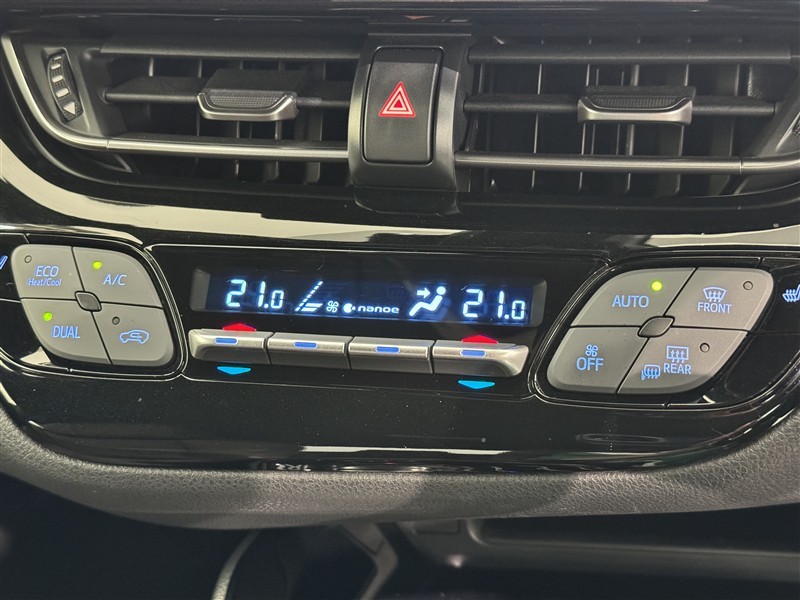 ECO
Heat/Cool
A/C
DUAL
21.0
nanoe
21.0
AUTO
FRONT
OFF
REAR